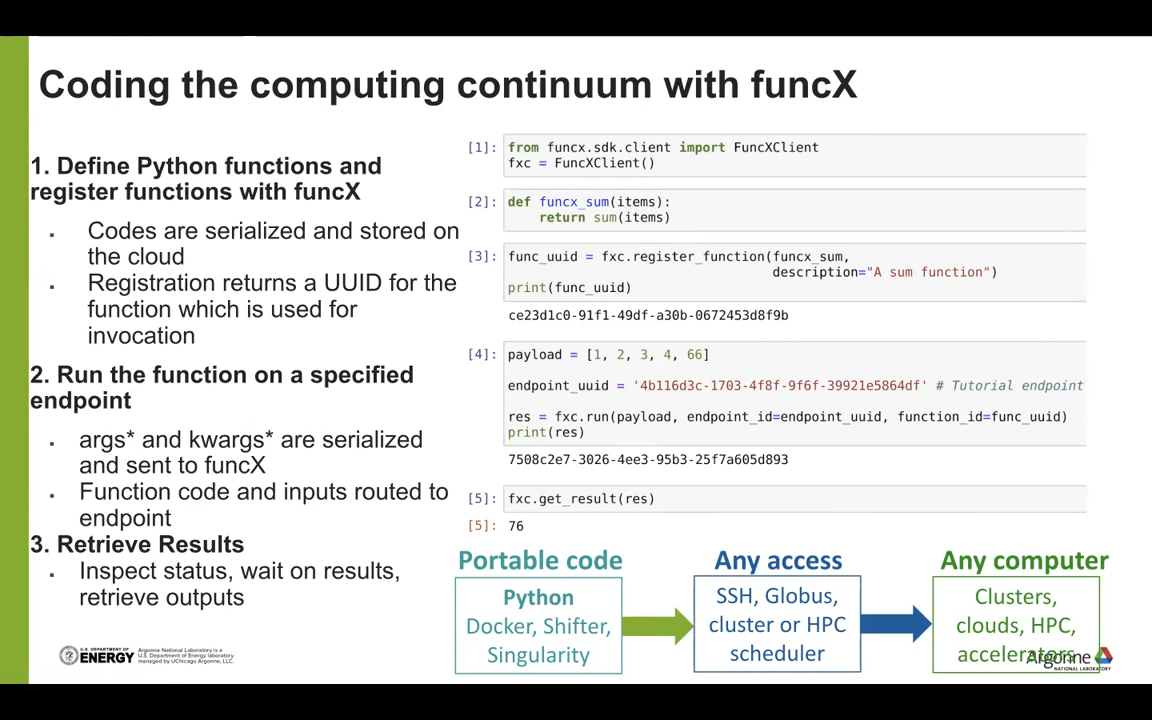 Coding the computing continuum with funcX
1. Define Python functions and
register functions with funcX
▪ Codes are serialized and stored on
the cloud
▪ Registration returns a UUID for the
function which is used for
invocation
2. Run the function on a specified
endpoint
▪ args* and kwargs* are serialized
and sent to funcX
▪ Function code and inputs routed to
endpoint
3. Retrieve Results
▪ Inspect status, wait on results,
retrieve outputs
[1]: from funcx.sdk.client import FuncXClient
fxc = FuncXClient()
[2]: def funcx_sum(items):
return sum(items)
[3]: func_uuid = fxc.register_function(funcx_sum,
description="A sum function")
print(func_uuid)
ce23d1c0-91f1-49df-a30b-0672453d8f9b
[4]: payload = [1, 2, 3, 4, 66]
endpoint_uuid = '4b116d3c-1703-4f8f-9f6f-39921e5864df' # Tutorial endpoint
res = fxc.run(payload, endpoint_id=endpoint_uuid, function_id=func_uuid)
print(res)
7508c2e7-3026-4ee3-95b3-25f7a605d893
[5]: fxc.get_result(res)
[5]: 76
Portable code
Python
Docker, Shifter,
Singularity
Any access
SSH, Globus,
cluster or HPC
scheduler
Any computer
Clusters,
clouds, HPC,
accelerators
U.S. DEPARTMENT OF
ENERGY
Argonne National Laboratory is a
U.S. Department of Energy laboratory
managed by UChicago Argonne, LLC.
Argonne
NATIONAL LABORATORY